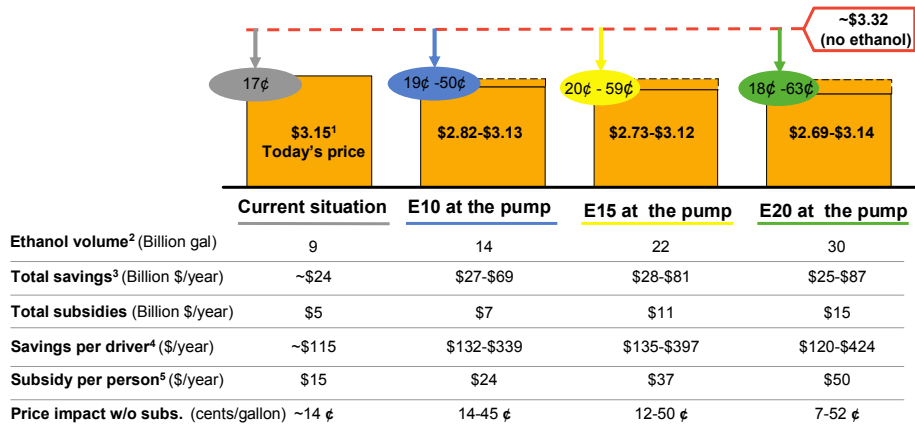 ~$3.32
(no ethanol)
17¢
19¢ -50¢
20¢ - 59¢
18¢ -63¢
$3.15¹
Today's price
$2.82-$3.13
$2.73-$3.12
$2.69-$3.14
Current situation E10 at the pump E15 at the pump E20 at the pump
Ethanol volume² (Billion gal) 9 14 22 30
Total savings³ (Billion $/year) ~$24 $27-$69 $28-$81 $25-$87
Total subsidies (Billion $/year) $5 $7 $11 $15
Savings per driver⁴ ($/year) ~$115 $132-$339 $135-$397 $120-$424
Subsidy per person⁵ ($/year) $15 $24 $37 $50
Price impact w/o subs. (cents/gallon) ~14 ¢ 14-45 ¢ 12-50 ¢ 7-52 ¢